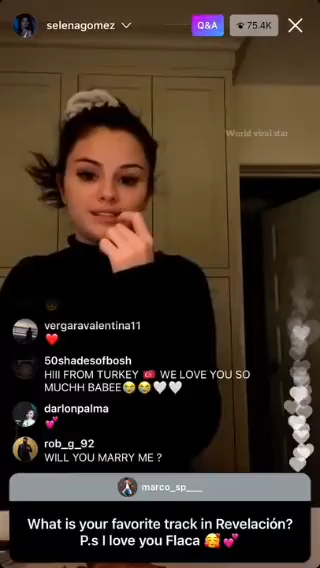 selenagomez
Q&A
75.4K
World viral star
vergaravalentina11
❤️
50shadesofbosh
HIII FROM TURKEY 🇹🇷 WE LOVE YOU SO
MUCHH BABEE😭😭🤍🤍
darlonpalma
💕
rob_g_92
WILL YOU MARRY ME ?
marco_sp___
What is your favorite track in Revelación?
P.s I love you Flaca 🥰💕